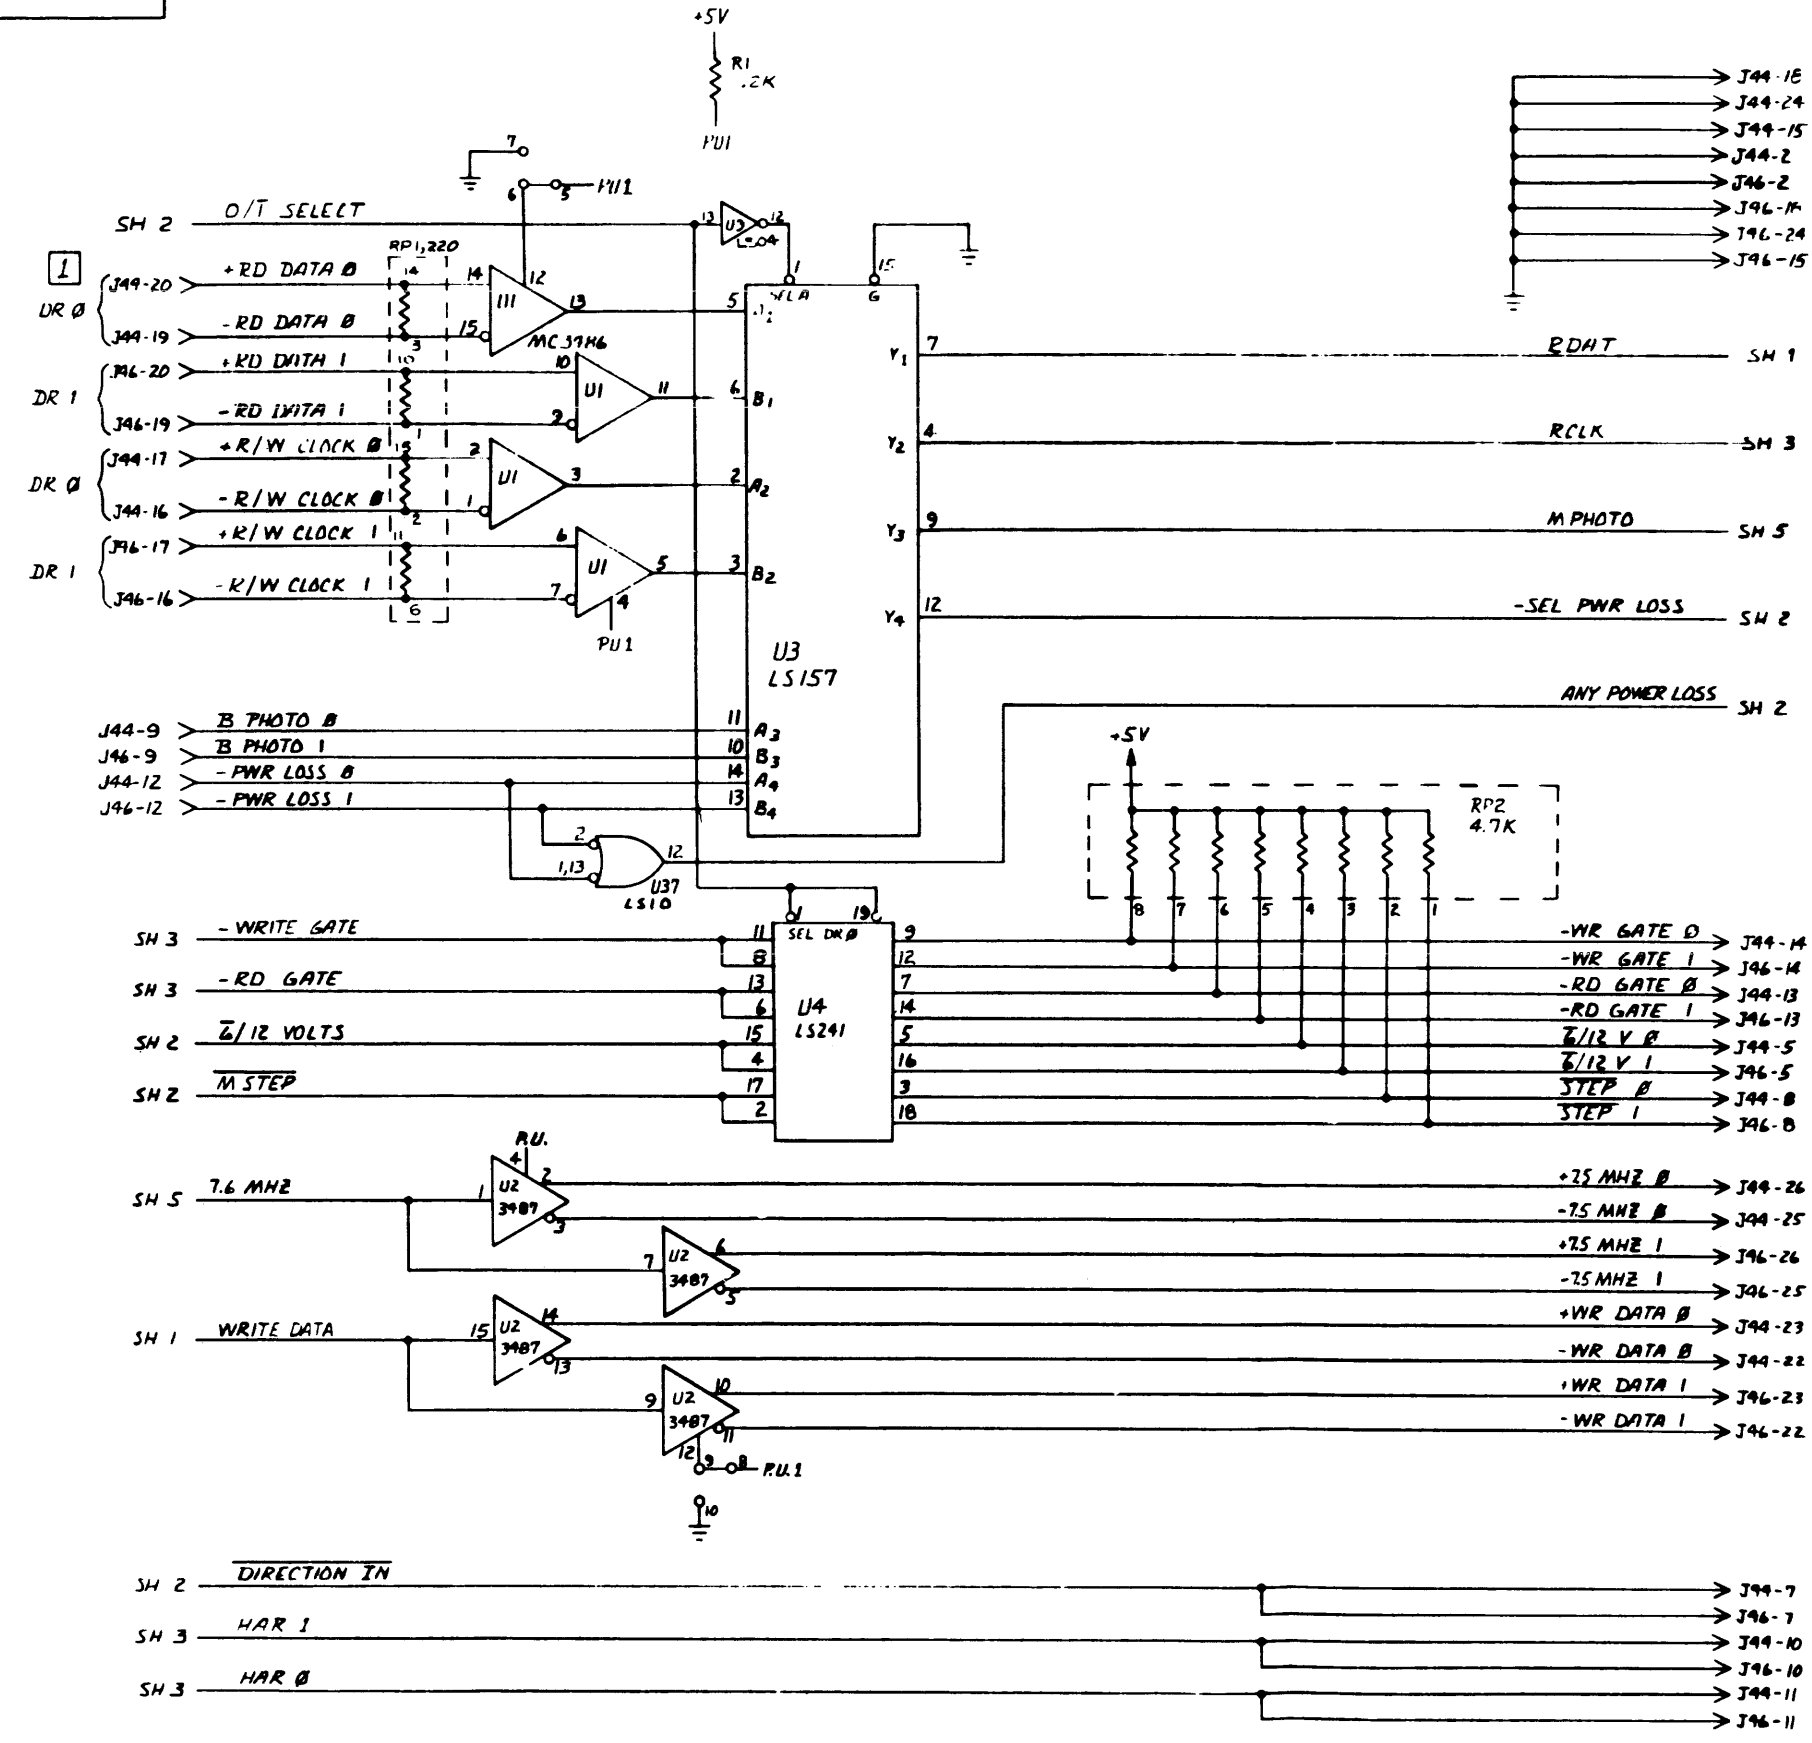 +5V
R1
.2K
PU1
7
6 5 PU1
SH 2 O/T SELECT 13 12
LS04
1 15
SEL A G
1
RP1,220
DR Ø
J44-20 +RD DATA Ø 14 14 12 13 5
J44-19 -RD DATA Ø 3 15
MC3486
DR 1
J46-20 +RD DATA 1 10 10 U1 11 6 B1
J46-19 -RD DATA 1 1 9
DR Ø
J44-17 +R/W CLOCK Ø 15 2 U1 3 2 A2
J44-16 -R/W CLOCK Ø 2 1
DR 1
J46-17 +R/W CLOCK 1 11 6 U1 5 3 B2
J46-16 -R/W CLOCK 1 6 7 4
PU1
U3
LS157
Y1 7 RDAT SH 1
Y2 4 RCLK SH 3
Y3 9 M PHOTO SH 5
Y4 12 -SEL PWR LOSS SH 2
J44-18
J44-24
J44-15
J44-2
J46-2
J46-18
J46-24
J46-15
J44-9 B PHOTO Ø 11 A3
J46-9 B PHOTO 1 10 B3
J44-12 -PWR LOSS Ø 14 A4
J46-12 -PWR LOSS 1 13 B4
2
1,13 12
U37
LS10
ANY POWER LOSS SH 2
+5V
RP2
4.7K
8 7 6 5 4 3 2 1
1 19
SEL DRØ
U4
LS241
SH 3 -WRITE GATE 11 9 -WR GATE Ø J44-14
8 12 -WR GATE 1 J46-14
SH 3 -RD GATE 13 7 -RD GATE Ø J44-13
6 14 -RD GATE 1 J46-13
SH 2 6̅/12 VOLTS 15 5 6̅/12 V Ø J44-5
4 16 6̅/12 V 1 J46-5
SH 2 M STEP 17 3 STEP Ø J44-8
2 18 STEP 1 J46-8
P.U.
4
SH 5 7.6 MHZ 1 U2 3487 2 +7.5 MHZ Ø J44-26
3 -7.5 MHZ Ø J44-25
7 U2 3487 6 +7.5 MHZ 1 J46-26
5 -7.5 MHZ 1 J46-25
SH 1 WRITE DATA 15 U2 3487 14 +WR DATA Ø J44-23
13 -WR DATA Ø J44-22
9 U2 3487 10 +WR DATA 1 J46-23
11 -WR DATA 1 J46-22
12
9 8 P.U.1
10
SH 2 DIRECTION IN J44-7
J46-7
SH 3 HAR 1 J44-10
J46-10
SH 3 HAR Ø J44-11
J46-11